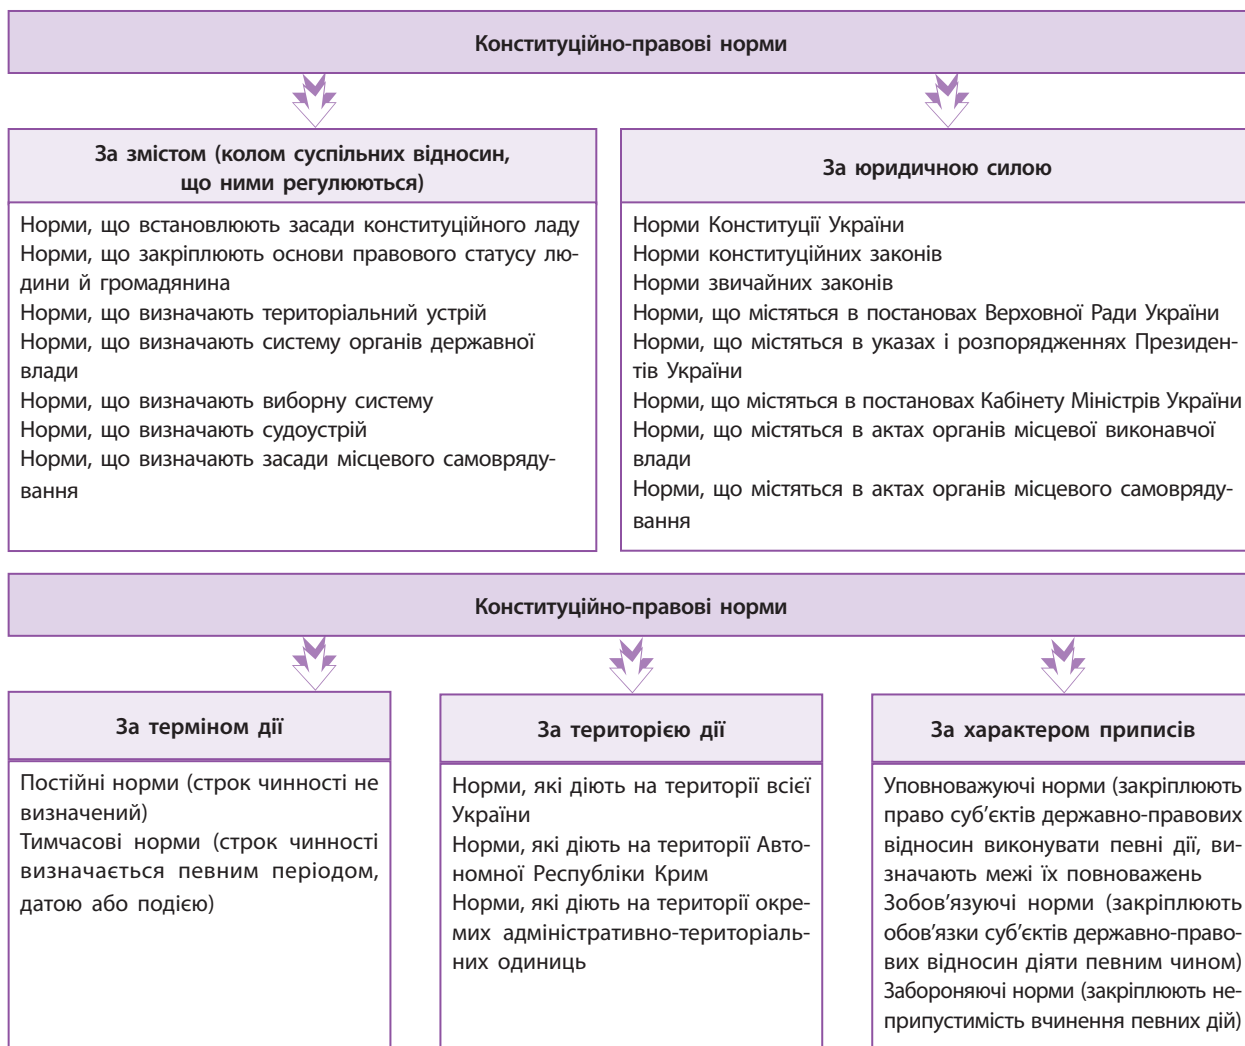 Конституційно-правові норми
За змістом (колом суспільних відносин,
що ними регулюються)
Норми, що встановлюють засади конституційного ладу
Норми, що закріплюють основи правового статусу лю-
дини й громадянина
Норми, що визначають територіальний устрій
Норми, що визначають систему органів державної
влади
Норми, що визначають виборну систему
Норми, що визначають судоустрій
Норми, що визначають засади місцевого самовряду-
вання
За юридичною силою
Норми Конституції України
Норми конституційних законів
Норми звичайних законів
Норми, що містяться в постановах Верховної Ради України
Норми, що містяться в указах і розпорядженнях Президен-
тів України
Норми, що містяться в постановах Кабінету Міністрів України
Норми, що містяться в актах органів місцевої виконавчої
влади
Норми, що містяться в актах органів місцевого самовряду-
вання
Конституційно-правові норми
За терміном дії
Постійні норми (строк чинності не
визначений)
Тимчасові норми (строк чинності
визначається певним періодом,
датою або подією)
За територією дії
Норми, які діють на території всієї
України
Норми, які діють на території Авто-
номної Республіки Крим
Норми, які діють на території окре-
мих адміністративно-територіаль-
них одиниць
За характером приписів
Уповноважуючі норми (закріплюють
право суб’єктів державно-правових
відносин виконувати певні дії, ви-
значають межі їх повноважень
Зобов’язуючі норми (закріплюють
обов’язки суб’єктів державно-право-
вих відносин діяти певним чином)
Забороняючі норми (закріплюють не-
припустимість вчинення певних дій)